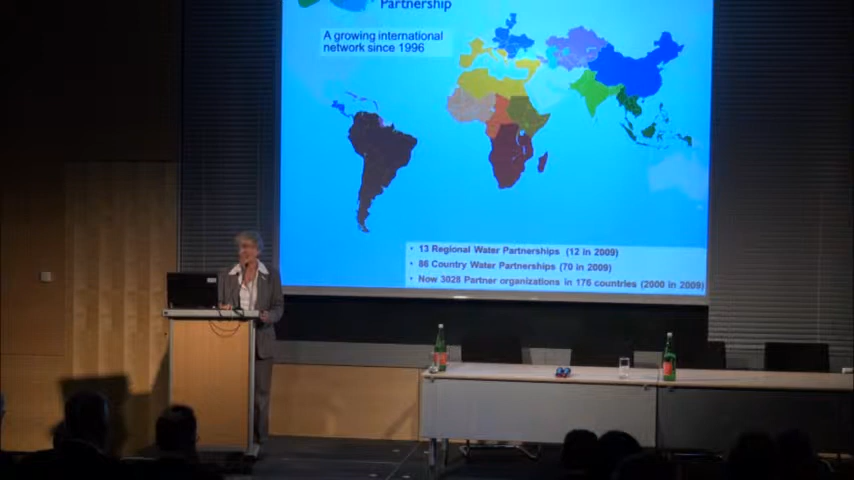 Partnership
A growing international
network since 1996
• 13 Regional Water Partnerships (12 in 2009)
• 86 Country Water Partnerships (70 in 2009)
• Now 3028 Partner organizations in 176 countries (2000 in 2009)